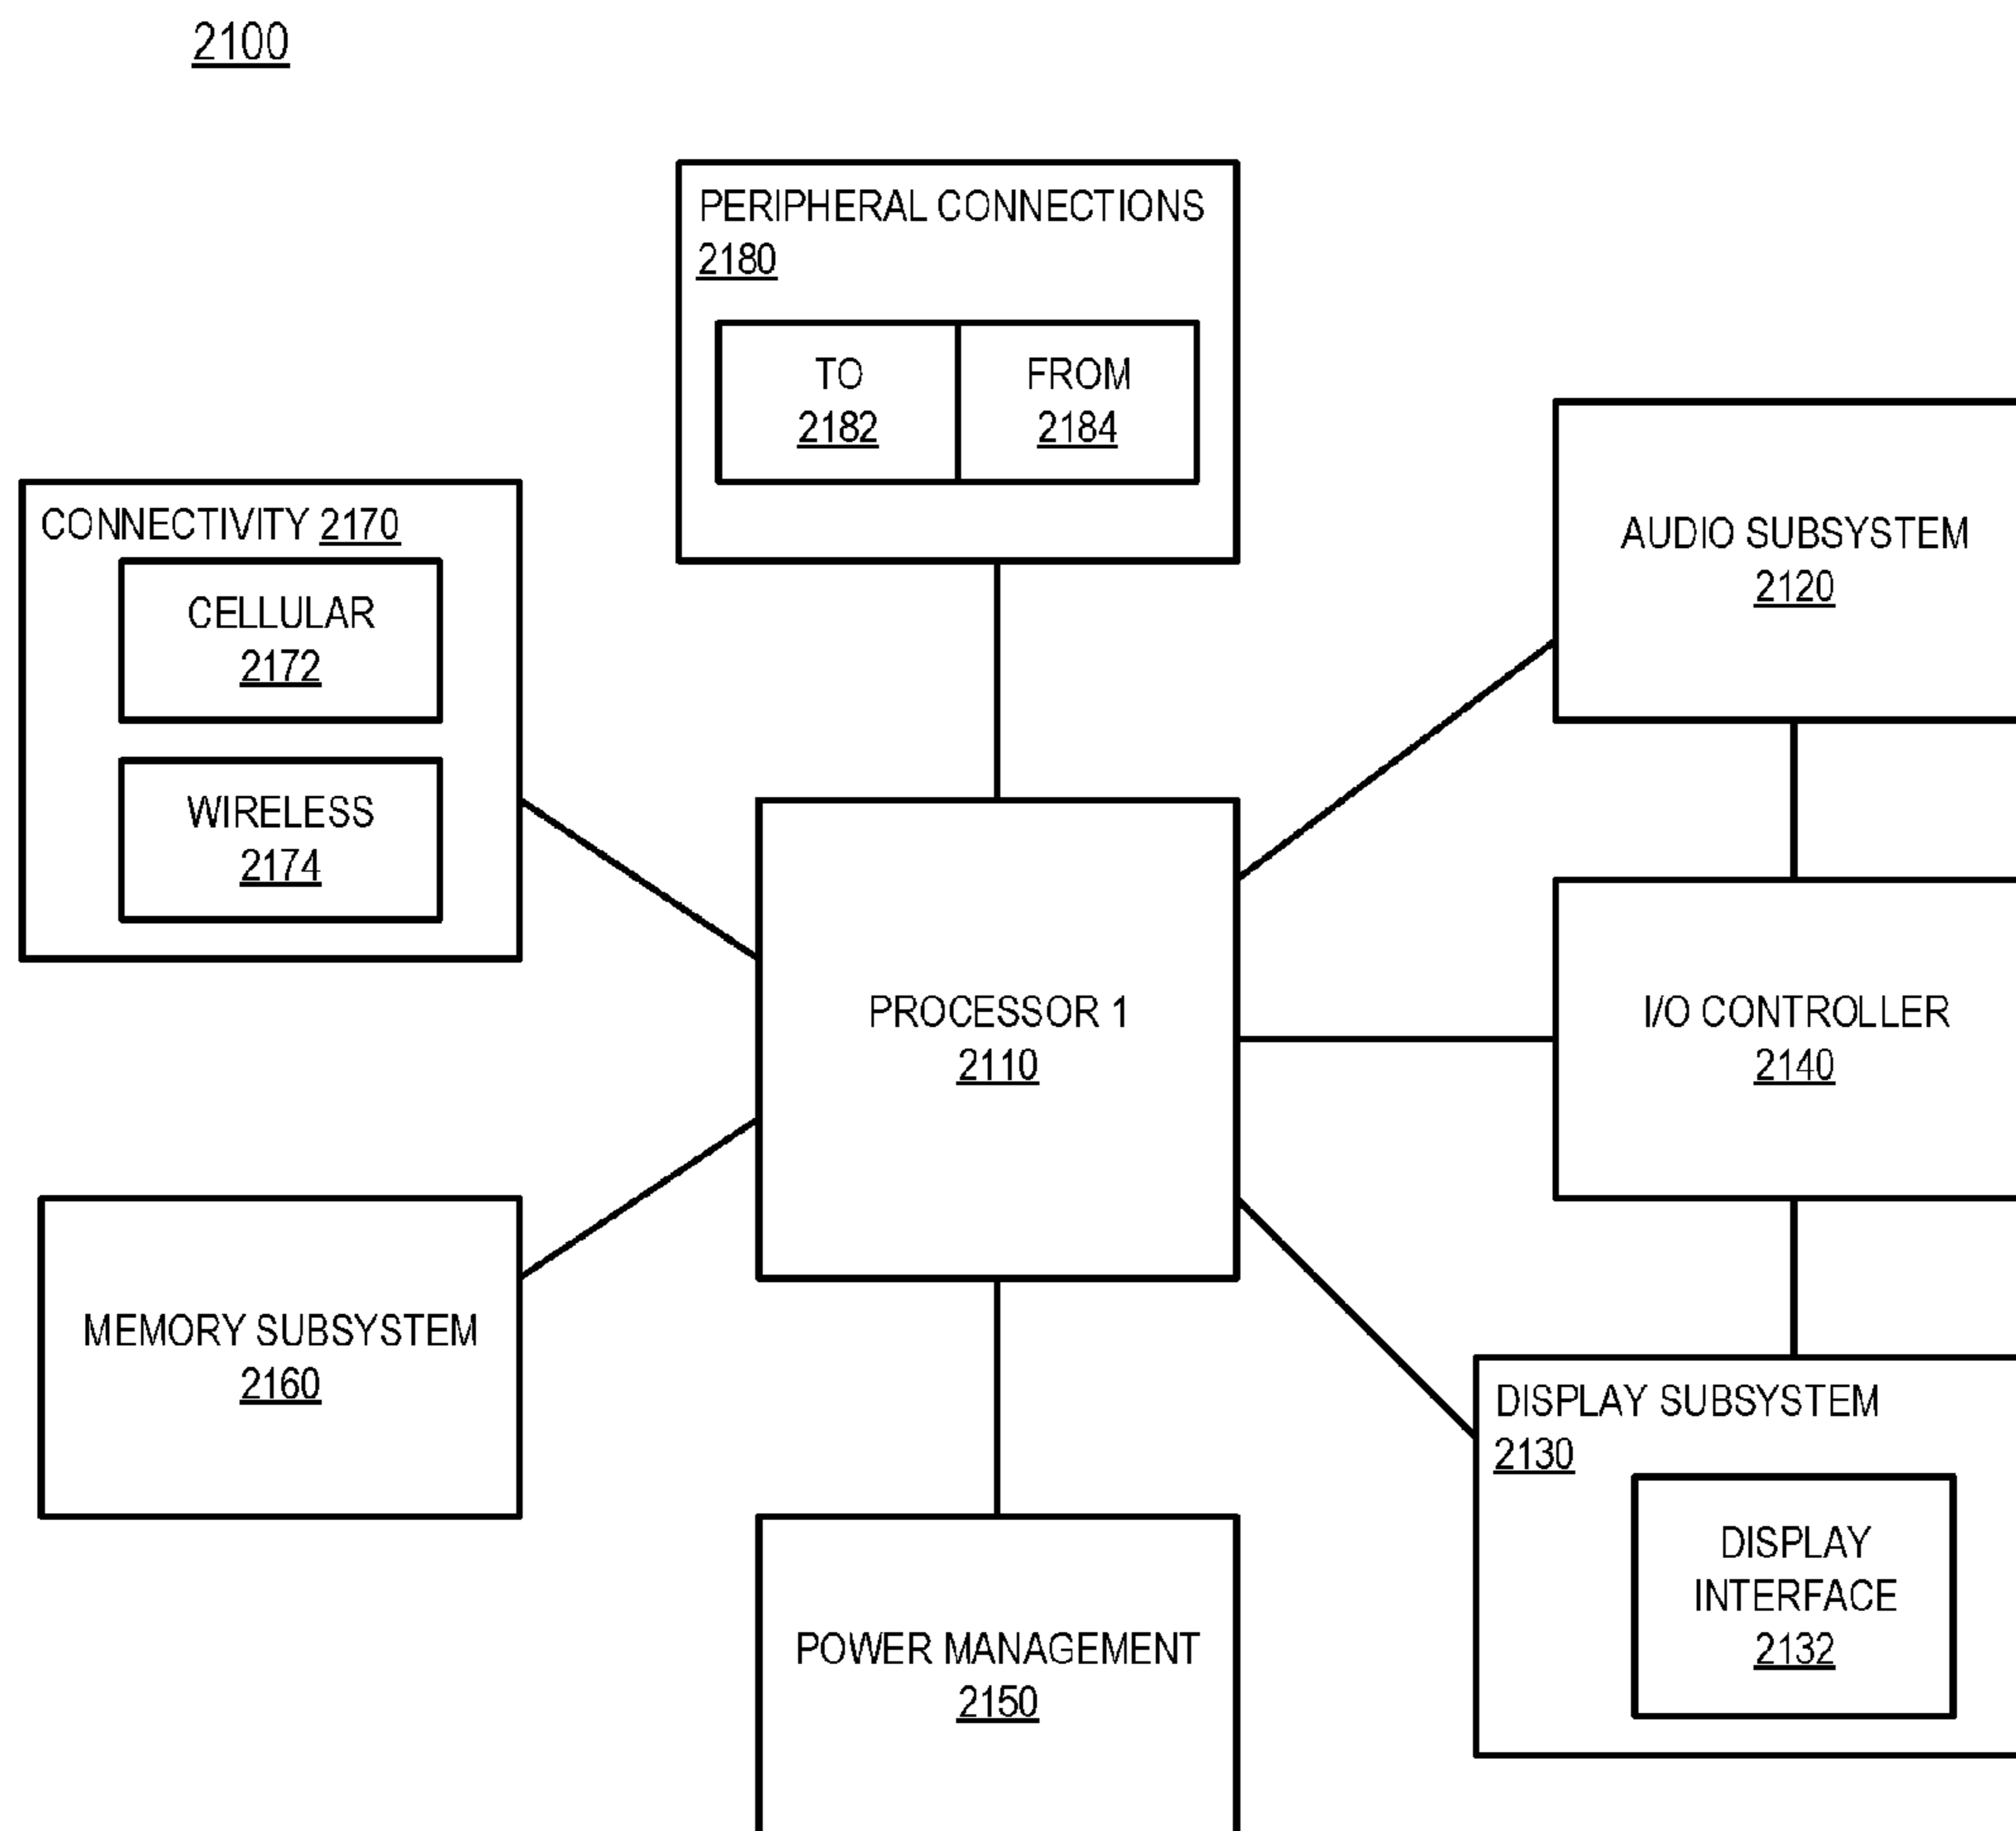 2100
PERIPHERAL CONNECTIONS
2180
TO
2182
FROM
2184
CONNECTIVITY 2170
CELLULAR
2172
WIRELESS
2174
AUDIO SUBSYSTEM
2120
PROCESSOR 1
2110
I/O CONTROLLER
2140
MEMORY SUBSYSTEM
2160
POWER MANAGEMENT
2150
DISPLAY SUBSYSTEM
2130
DISPLAY
INTERFACE
2132